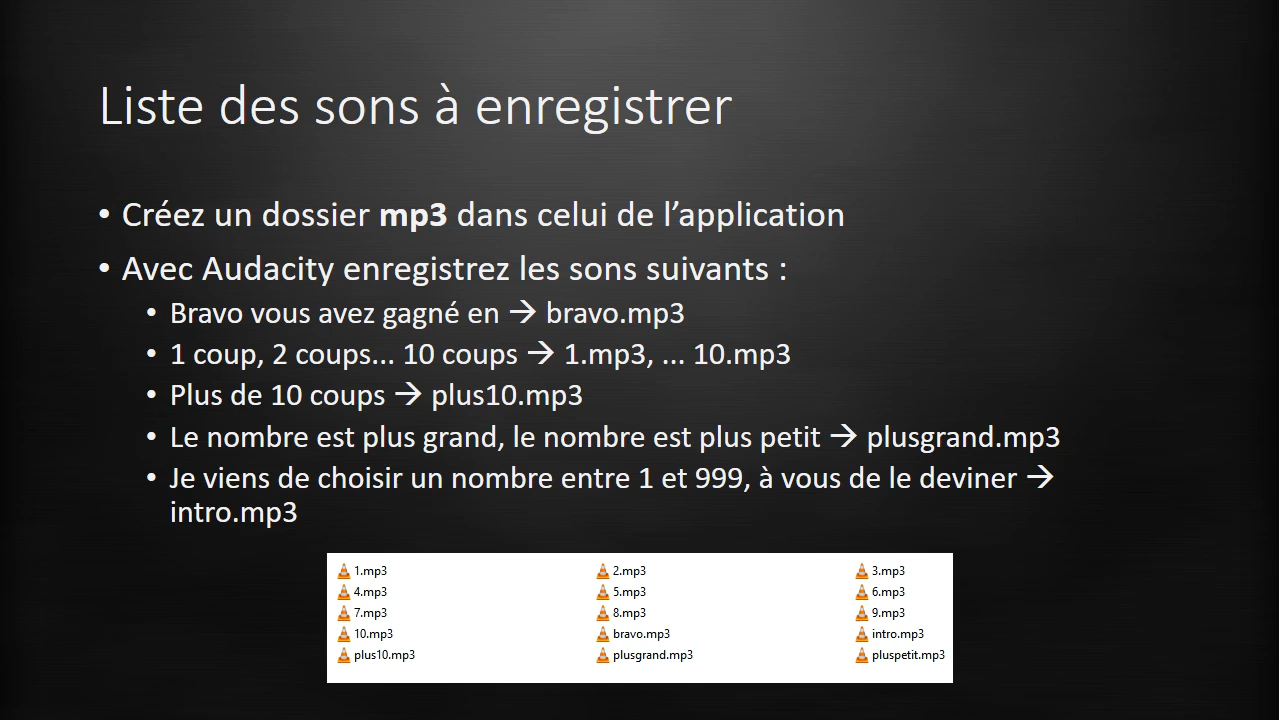 Liste des sons à enregistrer
• Créez un dossier mp3 dans celui de l’application
• Avec Audacity enregistrez les sons suivants :
• Bravo vous avez gagné en → bravo.mp3
• 1 coup, 2 coups... 10 coups → 1.mp3, ... 10.mp3
• Plus de 10 coups → plus10.mp3
• Le nombre est plus grand, le nombre est plus petit → plusgrand.mp3
• Je viens de choisir un nombre entre 1 et 999, à vous de le deviner →
intro.mp3
1.mp3 2.mp3 3.mp3
4.mp3 5.mp3 6.mp3
7.mp3 8.mp3 9.mp3
10.mp3 bravo.mp3 intro.mp3
plus10.mp3 plusgrand.mp3 pluspetit.mp3